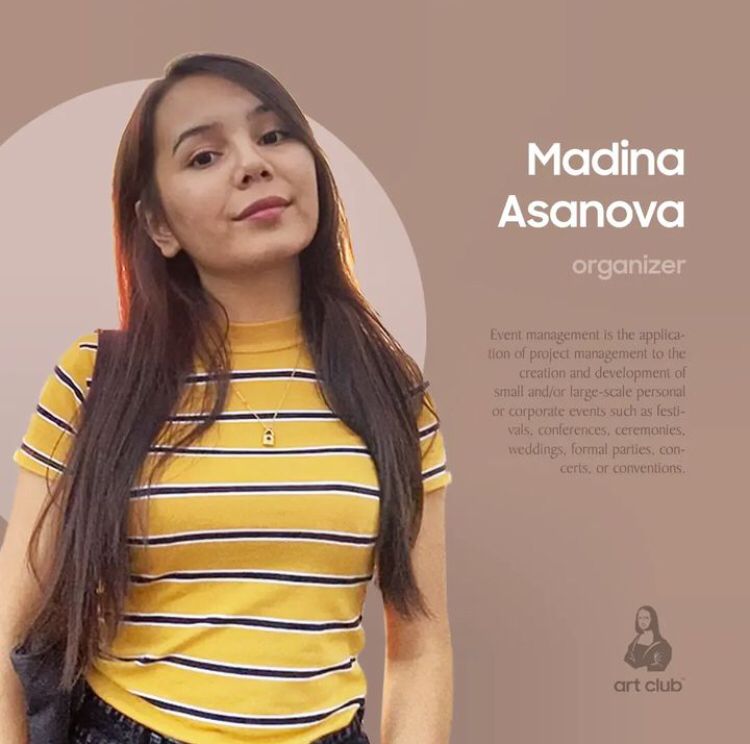 Madina
Asanova
organizer
Event management is the applica-
tion of project management to the
creation and development of
small and/or large-scale personal
or corporate events such as festi-
vals, conferences, ceremonies,
weddings, formal parties, con-
certs, or conventions.
art club™